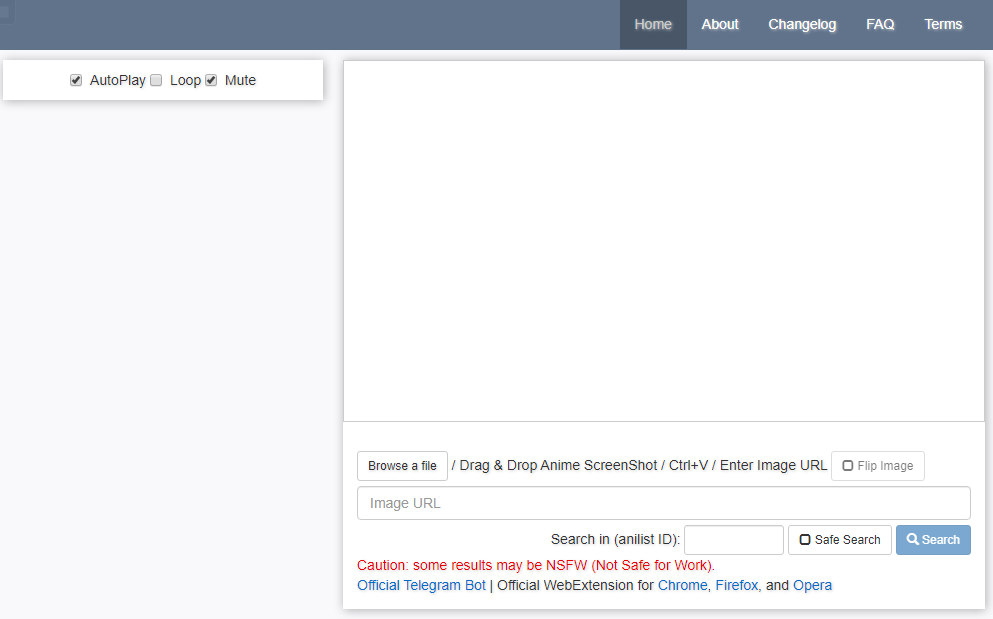 Home About Changelog FAQ Terms
AutoPlay Loop Mute
Browse a file / Drag & Drop Anime ScreenShot / Ctrl+V / Enter Image URL Flip Image
Image URL
Search in (anilist ID): Safe Search Search
Caution: some results may be NSFW (Not Safe for Work).
Official Telegram Bot | Official WebExtension for Chrome, Firefox, and Opera